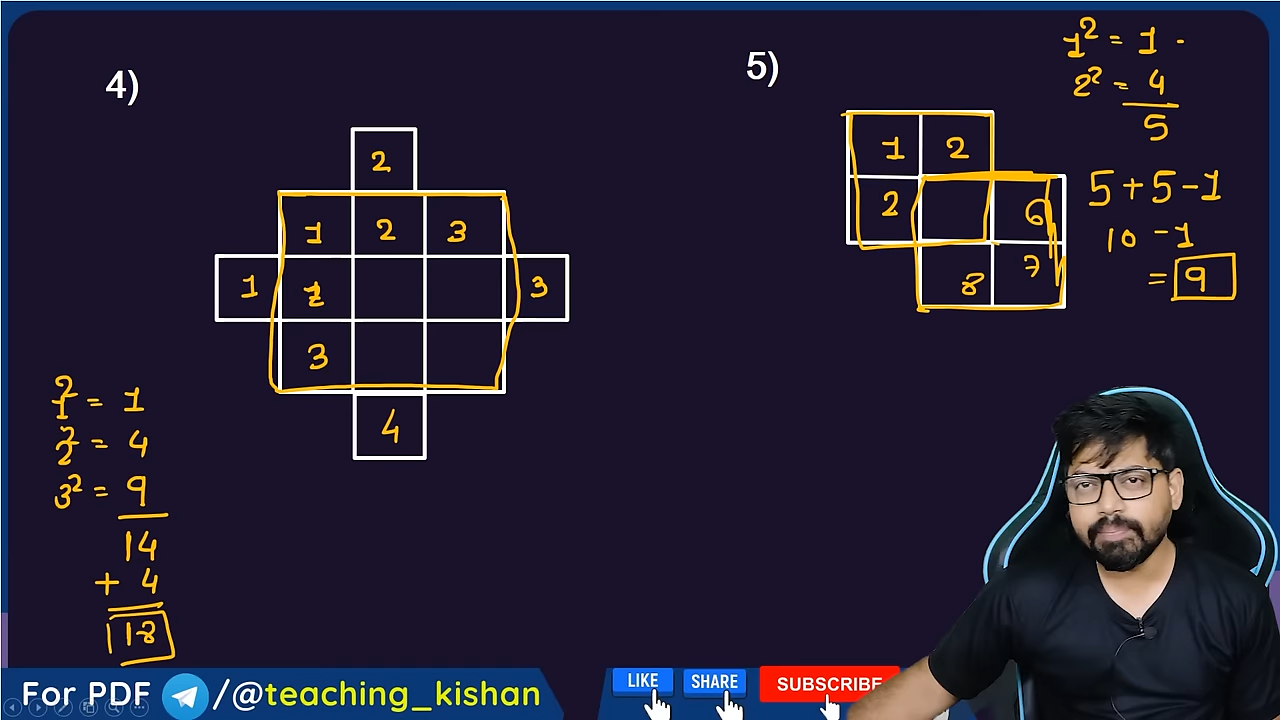 4)
2
1 2 3
1 2 3
3
4
1² = 1
2² = 4
3² = 9
14
+ 4
18
5)
1 2
2 6
8 7
1² = 1
2² = 4
5
5+5-1
10 -1
= 9
For PDF /@teaching_kishan
LIKE SHARE SUBSCRIBE